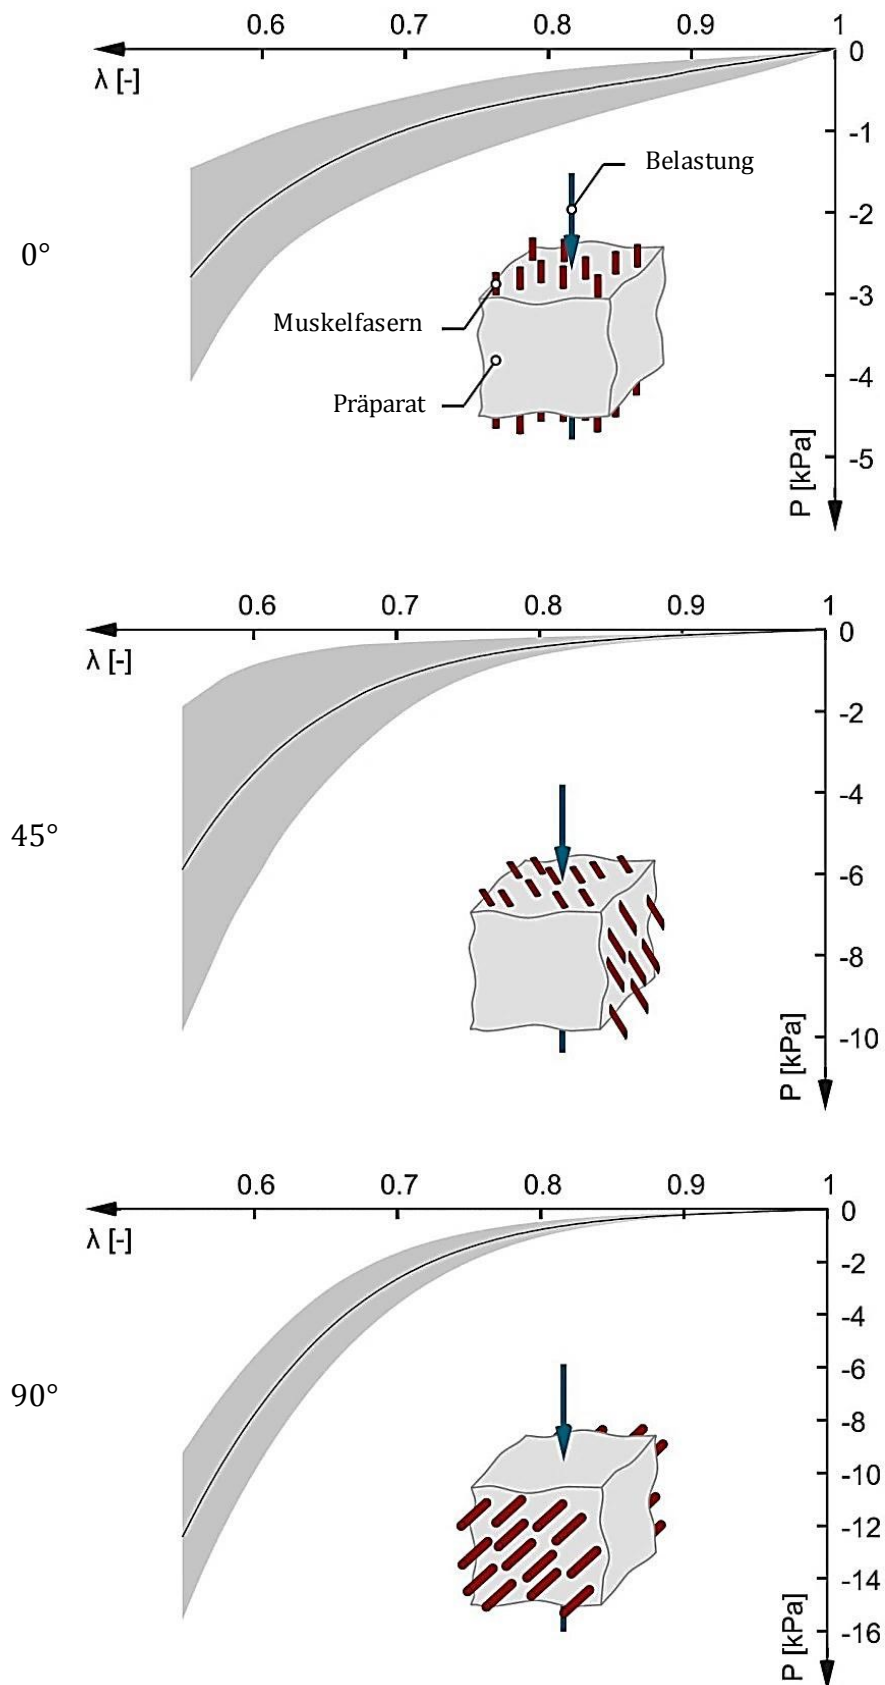 0.6 0.7 0.8 0.9 1
0
λ [-]
-1
Belastung
-2
0°
-3
Muskelfasern
-4
Präparat
-5
P [kPa]
0.6 0.7 0.8 0.9 1
0
λ [-]
-2
-4
45°
-6
-8
-10
P [kPa]
0.6 0.7 0.8 0.9 1
0
λ [-]
-2
-4
-6
90°
-8
-10
-12
-14
-16
P [kPa]